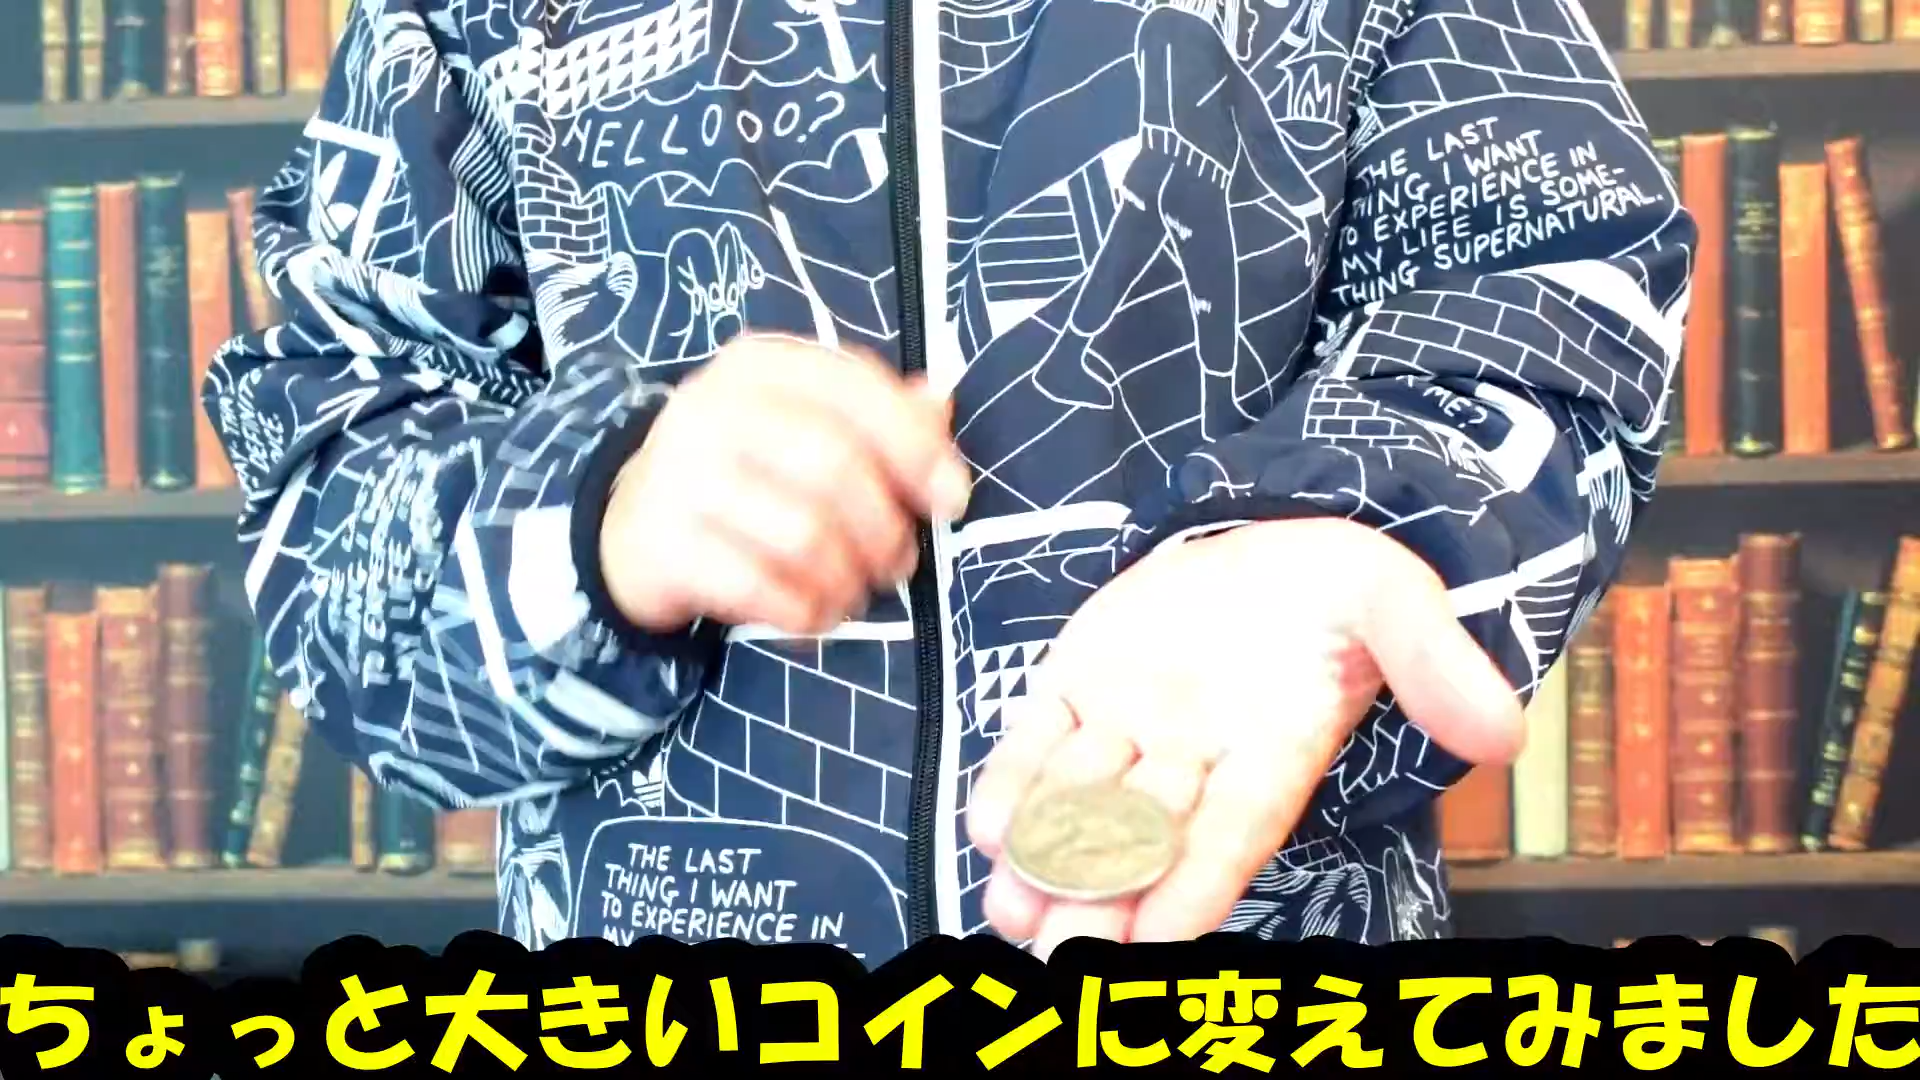 HELLOOO?
THE LAST
THING I WANT
TO EXPERIENCE IN
MY LIFE IS SOME-
THING SUPERNATURAL.
ME?
THE LAST
THING I WANT
TO EXPERIENCE IN
MY
ちょっと大きいコインに変えてみました